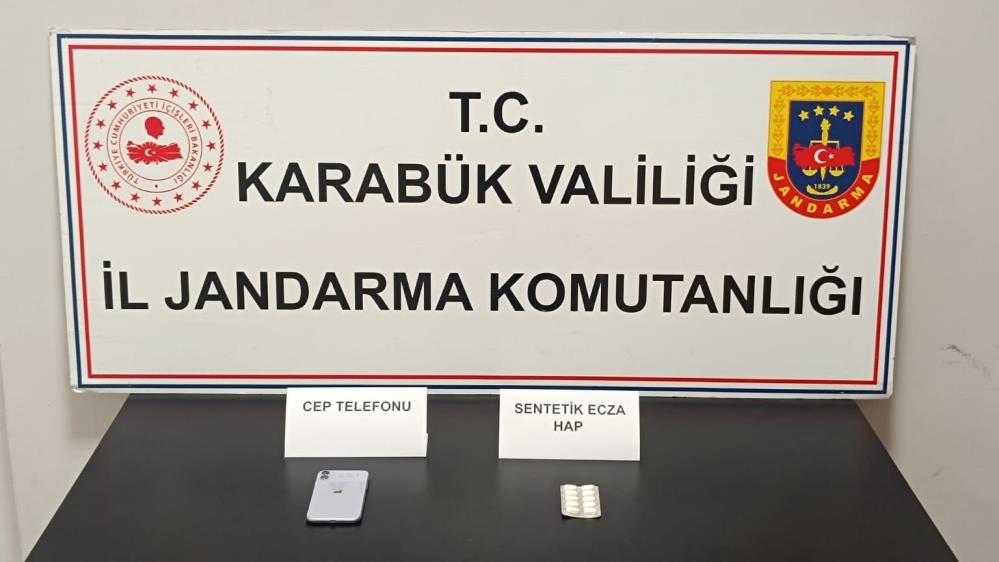 T.C.
KARABÜK VALİLİĞİ
İL JANDARMA KOMUTANLIĞI
TÜRKİYE CUMHURİYETİ İÇİŞLERİ BAKANLIĞI
1839
JANDARMA
CEP TELEFONU
SENTETİK ECZA
HAP